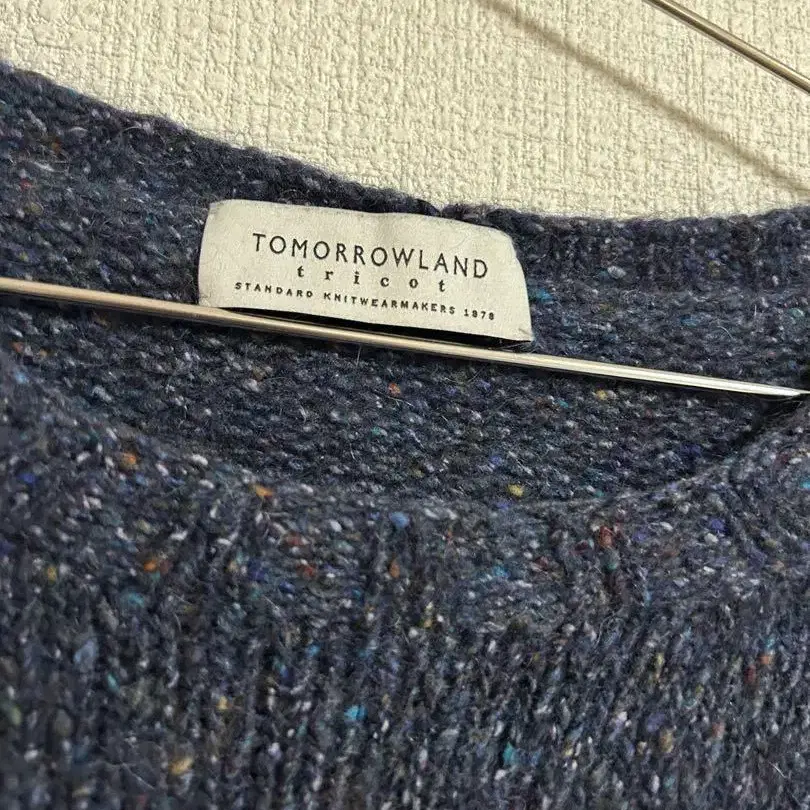 TOMORROWLAND
tricot
STANDARD KNITWEARMAKERS 1978